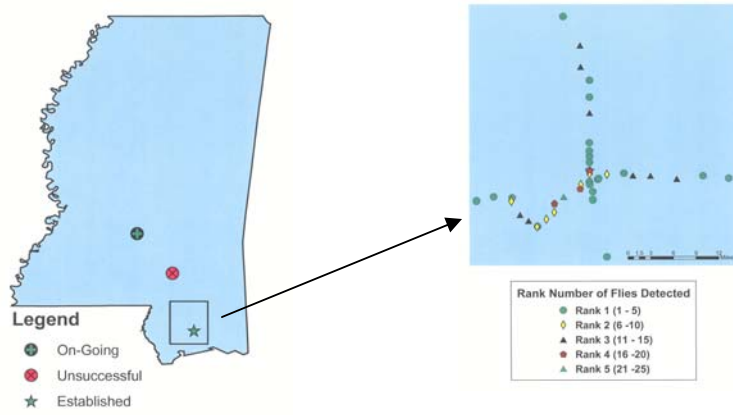 Legend
On-Going
Unsuccessful
Established
Rank Number of Flies Detected
Rank 1 (1 - 5)
Rank 2 (6 -10)
Rank 3 (11 - 15)
Rank 4 (16 -20)
Rank 5 (21 -25)